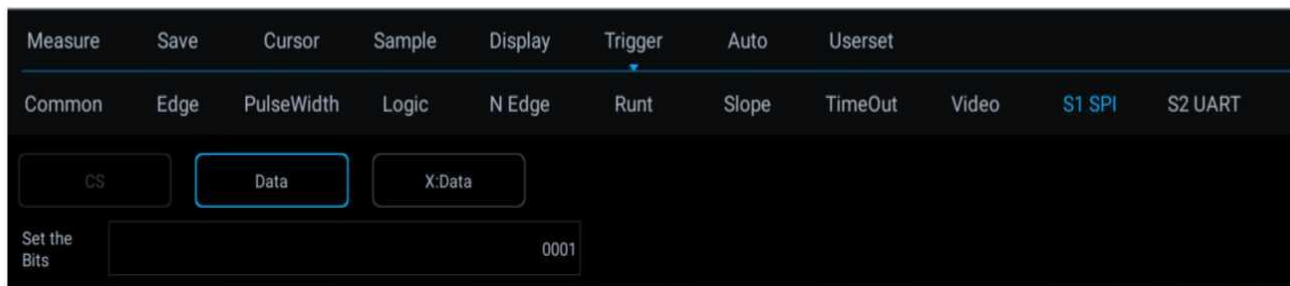 Measure Save Cursor Sample Display Trigger Auto Userset
Common Edge PulseWidth Logic N Edge Runt Slope TimeOut Video S1 SPI S2 UART
CS Data X:Data
Set the
Bits
0001